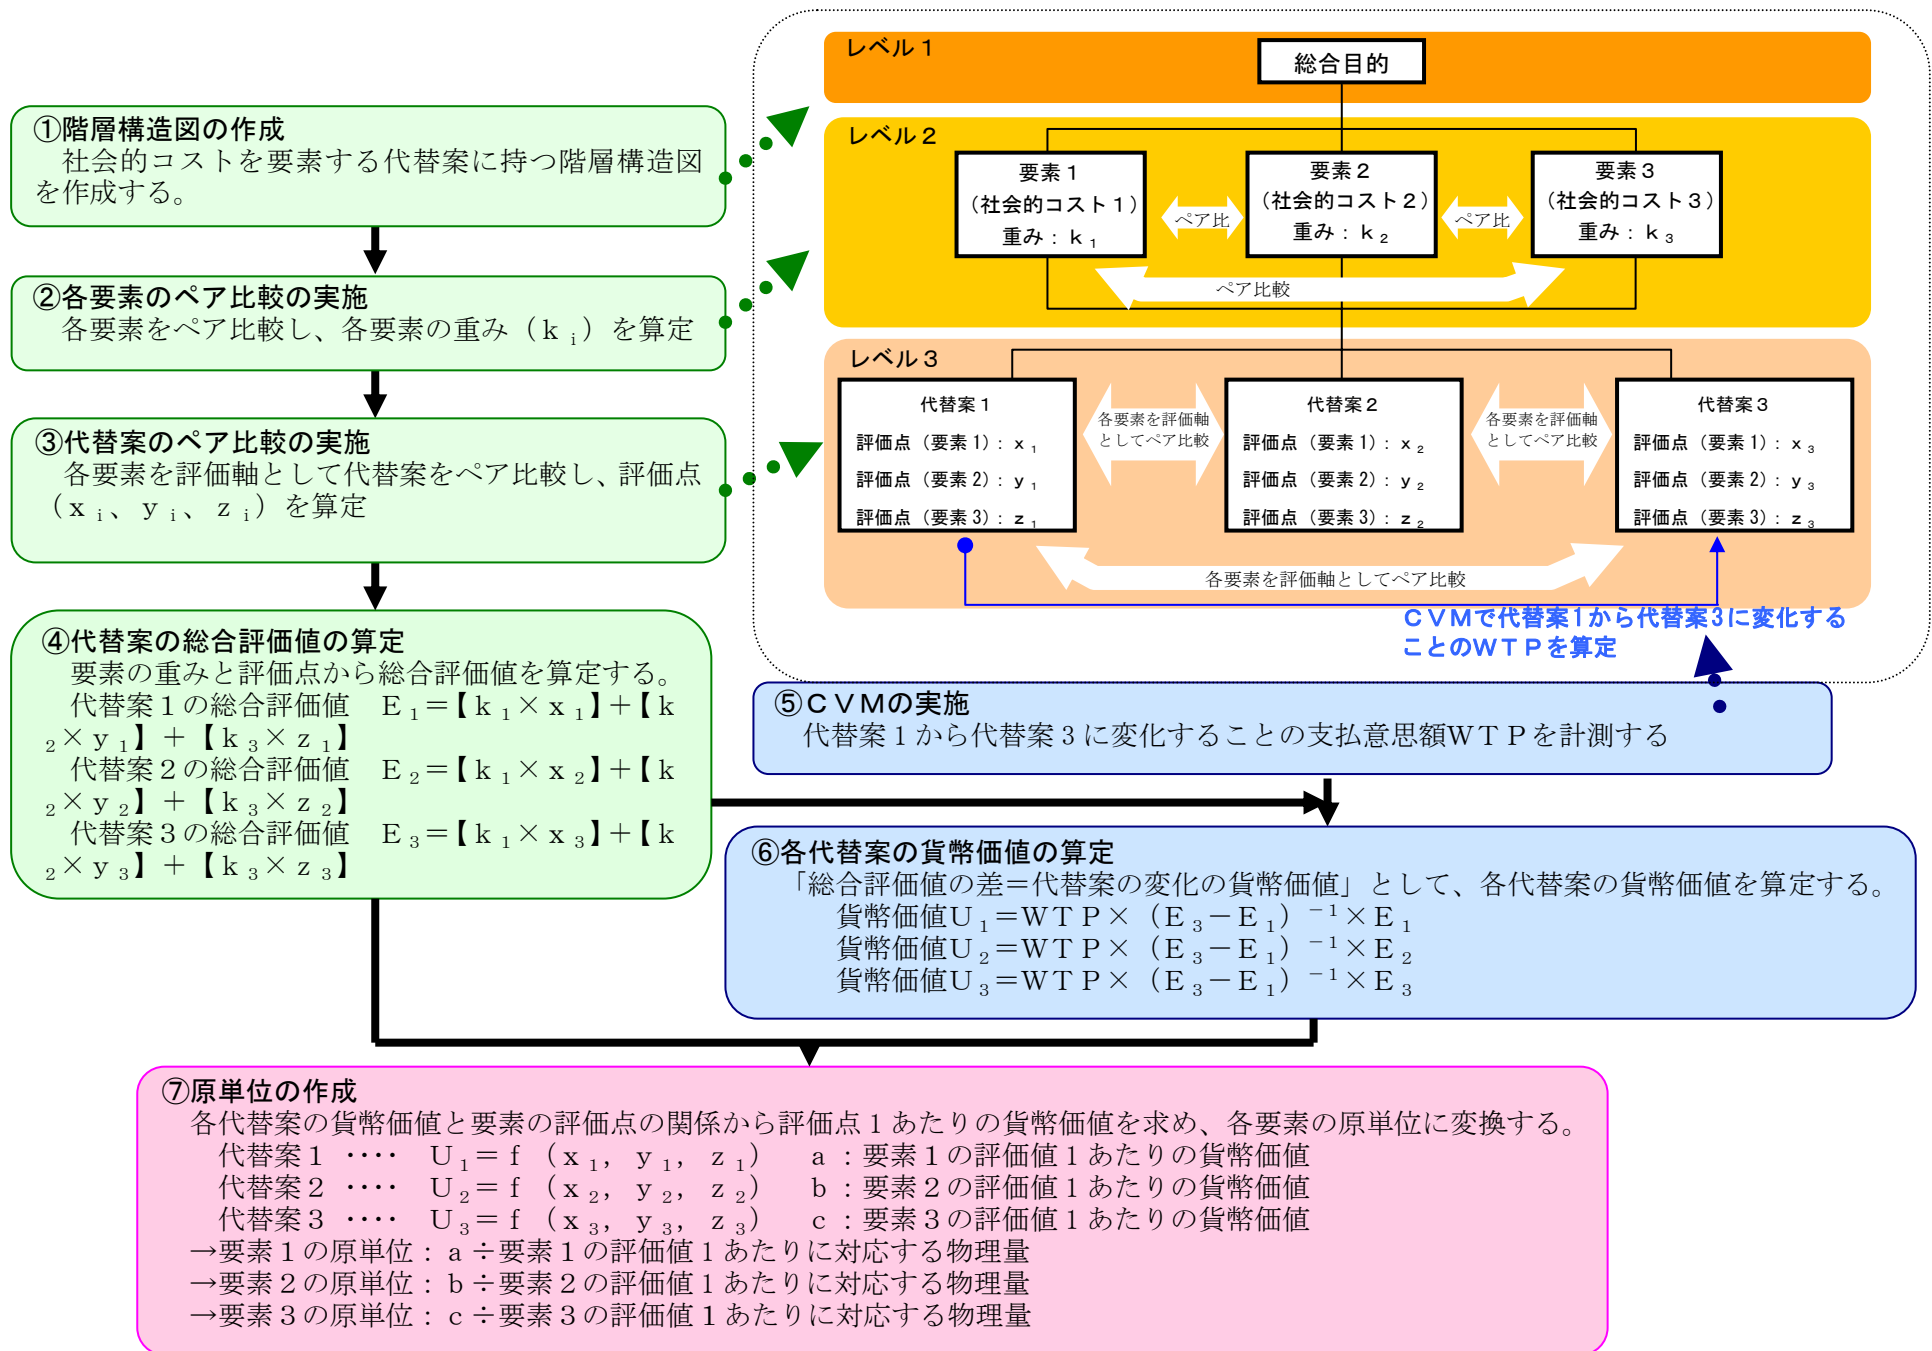 ①階層構造図の作成
社会的コストを要素する代替案に持つ階層構造図
を作成する。
②各要素のペア比較の実施
各要素をペア比較し、各要素の重み（ｋᵢ）を算定
③代替案のペア比較の実施
各要素を評価軸として代替案をペア比較し、評価点
（ｘᵢ、ｙᵢ、ｚᵢ）を算定
④代替案の総合評価値の算定
要素の重みと評価点から総合評価値を算定する。
代替案１の総合評価値　Ｅ₁＝【ｋ₁×ｘ₁】＋【ｋ
₂×ｙ₁】＋【ｋ₃×ｚ₁】
代替案２の総合評価値　Ｅ₂＝【ｋ₁×ｘ₂】＋【ｋ
₂×ｙ₂】＋【ｋ₃×ｚ₂】
代替案３の総合評価値　Ｅ₃＝【ｋ₁×ｘ₃】＋【ｋ
₂×ｙ₃】＋【ｋ₃×ｚ₃】
レベル１
総合目的
レベル２
要素１
（社会的コスト１）
重み：ｋ₁
ペア比
要素２
（社会的コスト２）
重み：ｋ₂
ペア比
要素３
（社会的コスト３）
重み：ｋ₃
ペア比較
レベル３
代替案１
評価点（要素１）：ｘ₁
評価点（要素２）：ｙ₁
評価点（要素３）：ｚ₁
各要素を評価軸
としてペア比較
代替案２
評価点（要素１）：ｘ₂
評価点（要素２）：ｙ₂
評価点（要素３）：ｚ₂
各要素を評価軸
としてペア比較
代替案３
評価点（要素１）：ｘ₃
評価点（要素２）：ｙ₃
評価点（要素３）：ｚ₃
各要素を評価軸としてペア比較
ＣＶＭで代替案１から代替案３に変化する
ことのＷＴＰを算定
⑤ＣＶＭの実施
代替案１から代替案３に変化することの支払意思額ＷＴＰを計測する
⑥各代替案の貨幣価値の算定
「総合評価値の差＝代替案の変化の貨幣価値」として、各代替案の貨幣価値を算定する。
貨幣価値Ｕ₁＝ＷＴＰ×（Ｅ₃－Ｅ₁）⁻¹×Ｅ₁
貨幣価値Ｕ₂＝ＷＴＰ×（Ｅ₃－Ｅ₁）⁻¹×Ｅ₂
貨幣価値Ｕ₃＝ＷＴＰ×（Ｅ₃－Ｅ₁）⁻¹×Ｅ₃
⑦原単位の作成
各代替案の貨幣価値と要素の評価点の関係から評価点１あたりの貨幣価値を求め、各要素の原単位に変換する。
代替案１ ‥‥　Ｕ₁＝ｆ（ｘ₁，ｙ₁，ｚ₁）　ａ：要素１の評価値１あたりの貨幣価値
代替案２ ‥‥　Ｕ₂＝ｆ（ｘ₂，ｙ₂，ｚ₂）　ｂ：要素２の評価値１あたりの貨幣価値
代替案３ ‥‥　Ｕ₃＝ｆ（ｘ₃，ｙ₃，ｚ₃）　ｃ：要素３の評価値１あたりの貨幣価値
→要素１の原単位：ａ÷要素１の評価値１あたりに対応する物理量
→要素２の原単位：ｂ÷要素２の評価値１あたりに対応する物理量
→要素３の原単位：ｃ÷要素３の評価値１あたりに対応する物理量